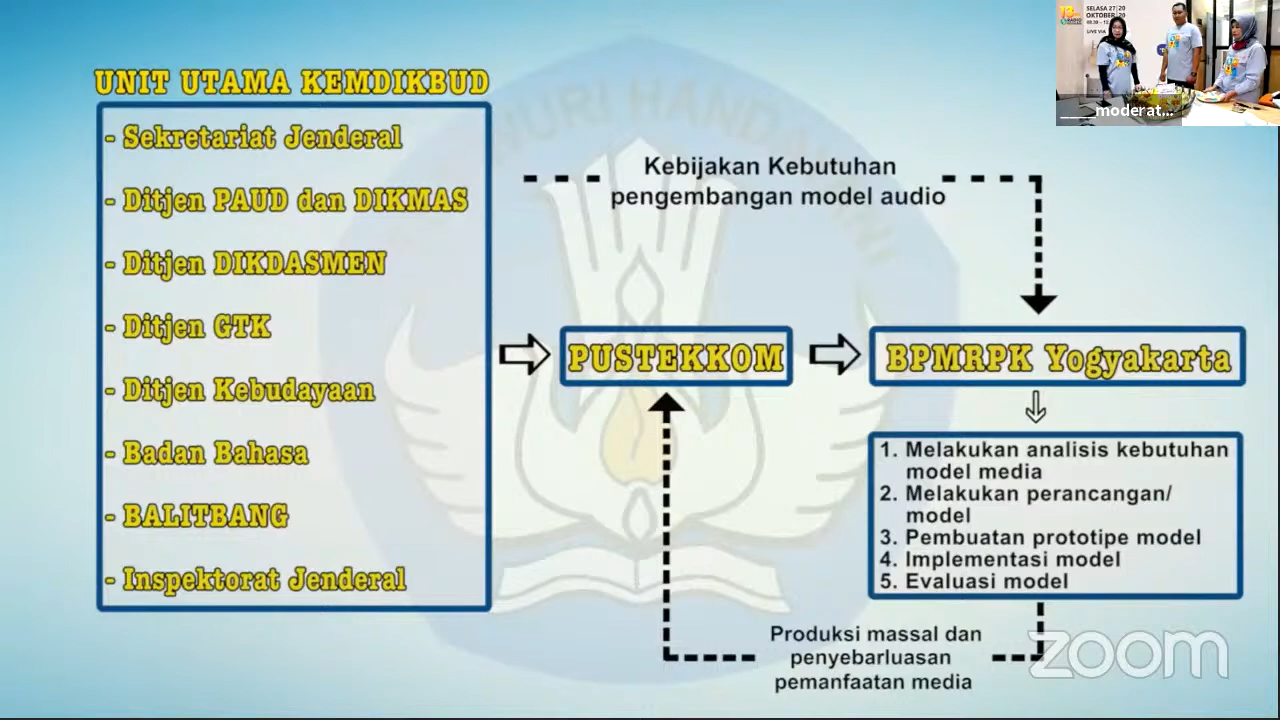 UNIT UTAMA KEMDIKBUD
- Sekretariat Jenderal
- Ditjen PAUD dan DIKMAS
- Ditjen DIKDASMEN
- Ditjen GTK
- Ditjen Kebudayaan
- Badan Bahasa
- BALITBANG
- Inspektorat Jenderal
Kebijakan Kebutuhan
pengembangan model audio
PUSTEKKOM
BPMRPK Yogyakarta
1. Melakukan analisis kebutuhan
model media
2. Melakukan perancangan/
model
3. Pembuatan prototipe model
4. Implementasi model
5. Evaluasi model
Produksi massal dan
penyebarluasan
pemanfaatan media
SELASA 27 20
OKTOBER 20
LIVE VIA
moderat...
zoom